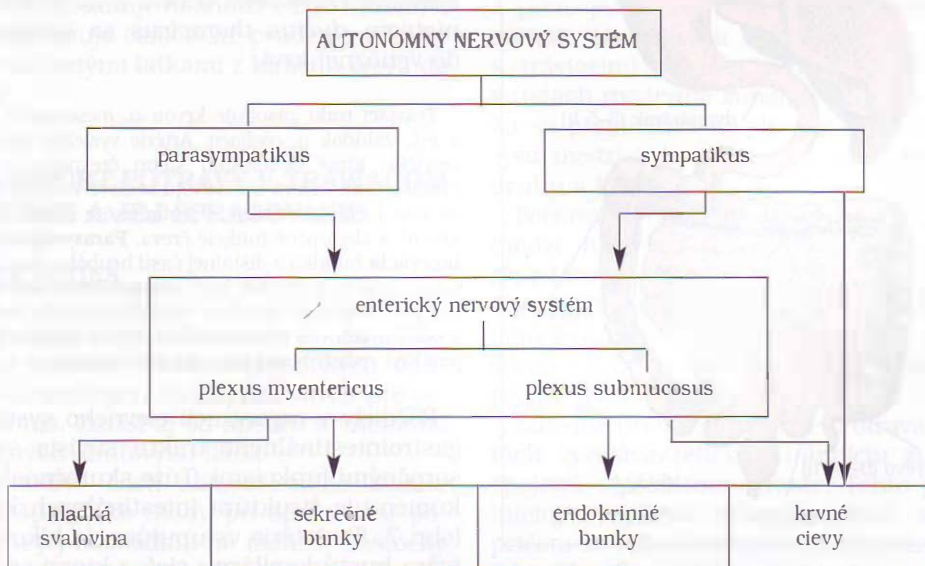 AUTONÓMNY NERVOVÝ SYSTÉM
parasympatikus
sympatikus
enterický nervový systém
plexus myentericus
plexus submucosus
hladká
svalovina
sekrečné
bunky
endokrinné
bunky
krvné
cievy